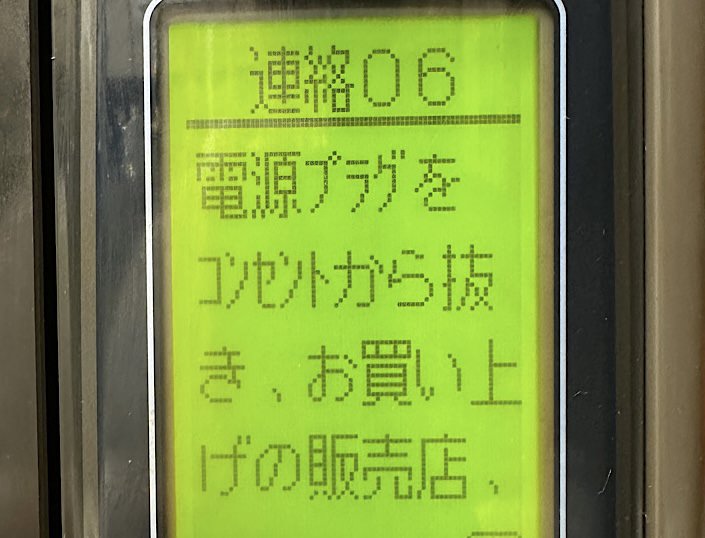 連絡06
電源プラグを
コンセントから抜
き、お買い上
げの販売店、